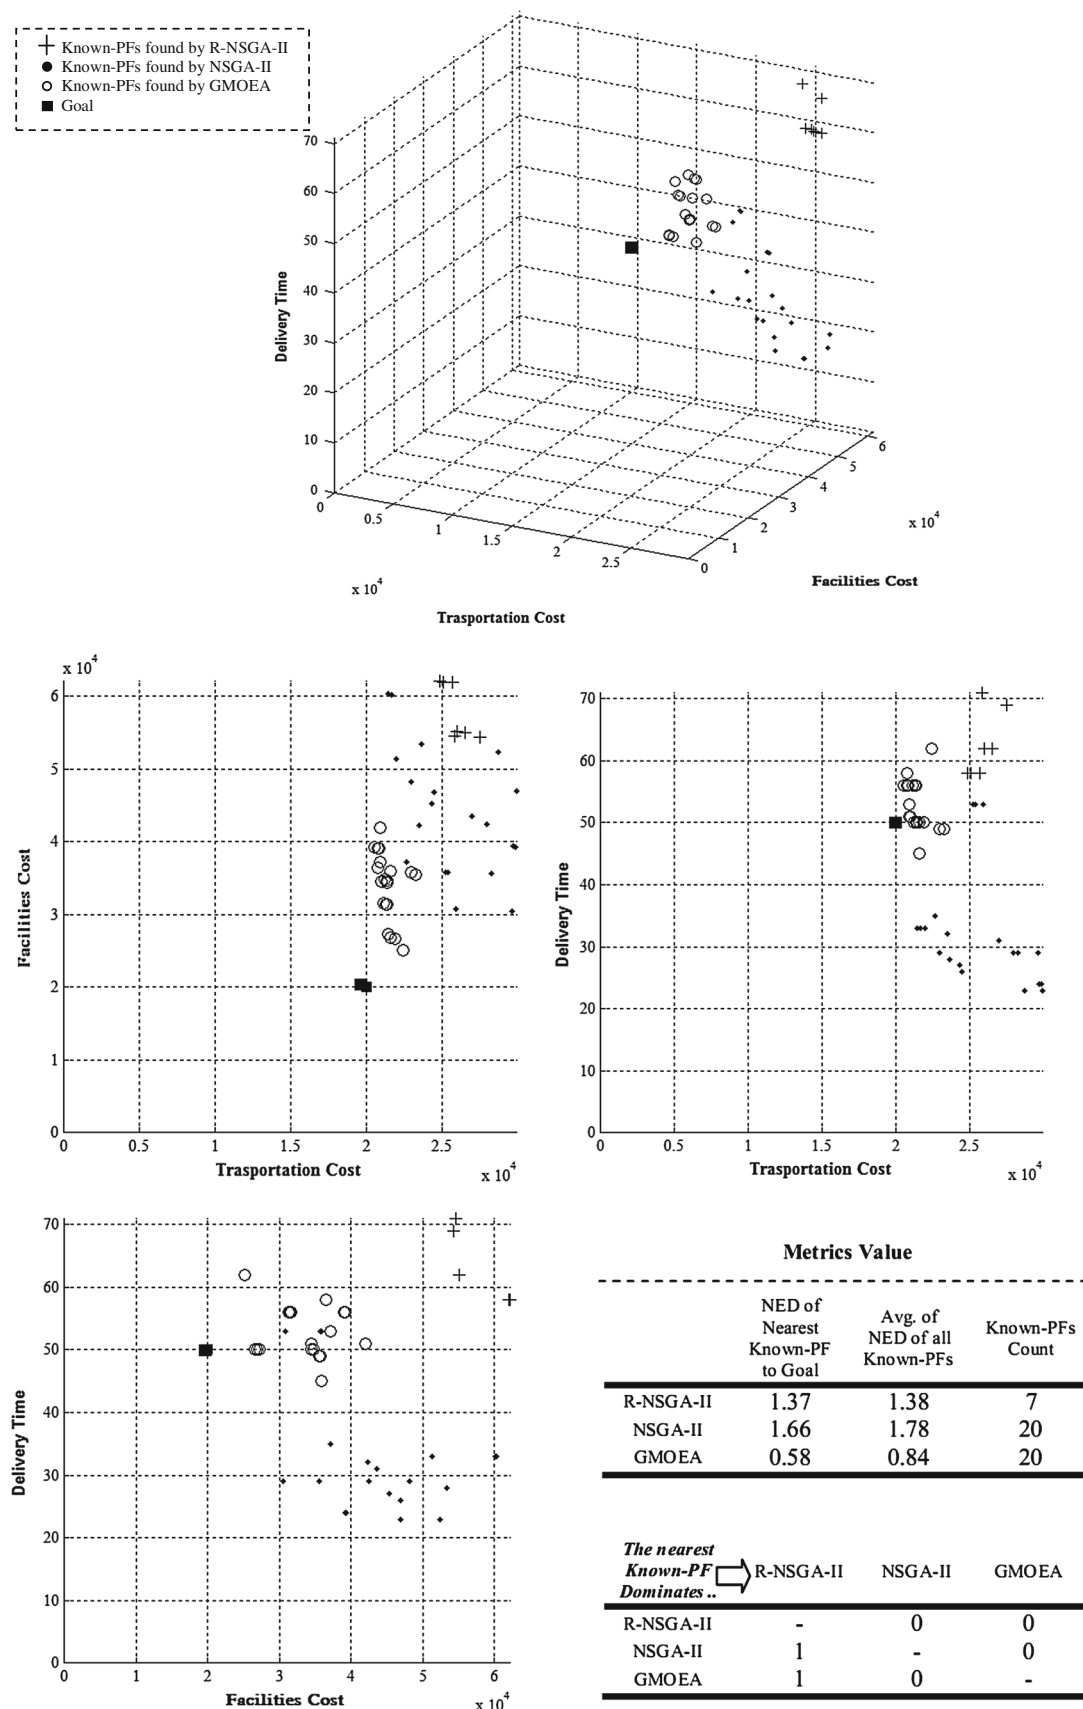 Known-PFs found by R-NSGA-II
Known-PFs found by NSGA-II
Known-PFs found by GMOEA
Goal
70
60
50
40
30
20
10
0
Delivery Time
0
0.5
1
1.5
2
2.5
x 10^4
Trasportation Cost
0
1
2
3
4
5
6
x 10^4
Facilities Cost
x 10^4
6
5
4
3
2
1
0
Facilities Cost
0 0.5 1 1.5 2 2.5
Trasportation Cost
x 10^4
70
60
50
40
30
20
10
0
Delivery Time
0 0.5 1 1.5 2 2.5
Trasportation Cost
x 10^4
70
60
50
40
30
20
10
0
Delivery Time
0 1 2 3 4 5 6
Facilities Cost
x 10^4
Metrics Value
NED of Nearest Known-PF to Goal
Avg. of NED of all Known-PFs
Known-PFs Count
R-NSGA-II 1.37 1.38 7
NSGA-II 1.66 1.78 20
GMOEA 0.58 0.84 20
The nearest Known-PF Dominates ..
R-NSGA-II NSGA-II GMOEA
R-NSGA-II - 0 0
NSGA-II 1 - 0
GMOEA 1 0 -